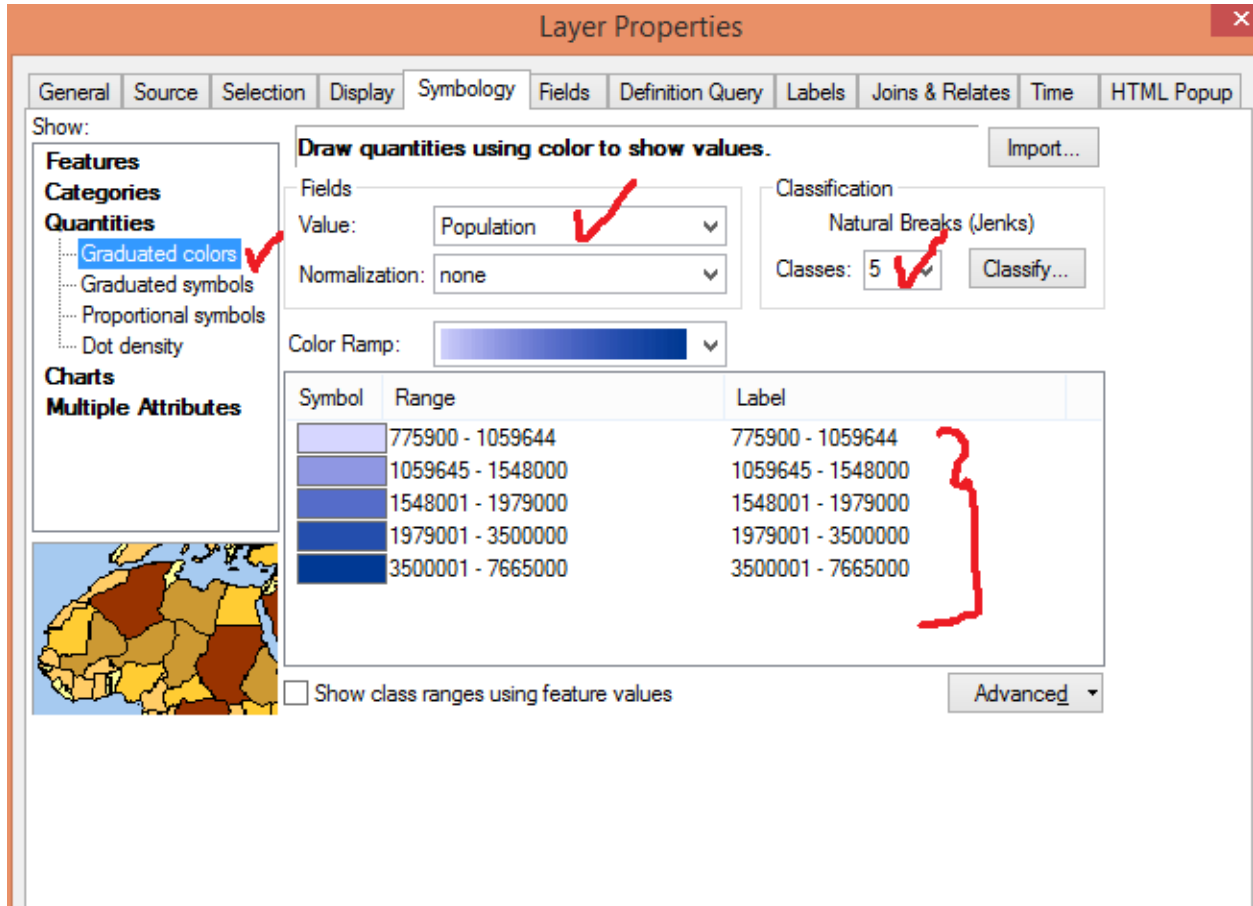 Layer Properties
General Source Selection Display Symbology Fields Definition Query Labels Joins & Relates Time HTML Popup
Show:
Features
Categories
Quantities
Graduated colors
Graduated symbols
Proportional symbols
Dot density
Charts
Multiple Attributes
Draw quantities using color to show values.
Import...
Fields
Value: Population
Normalization: none
Classification
Natural Breaks (Jenks)
Classes: 5 Classify...
Color Ramp:
Symbol Range Label
775900 - 1059644 775900 - 1059644
1059645 - 1548000 1059645 - 1548000
1548001 - 1979000 1548001 - 1979000
1979001 - 3500000 1979001 - 3500000
3500001 - 7665000 3500001 - 7665000
Show class ranges using feature values
Advanced